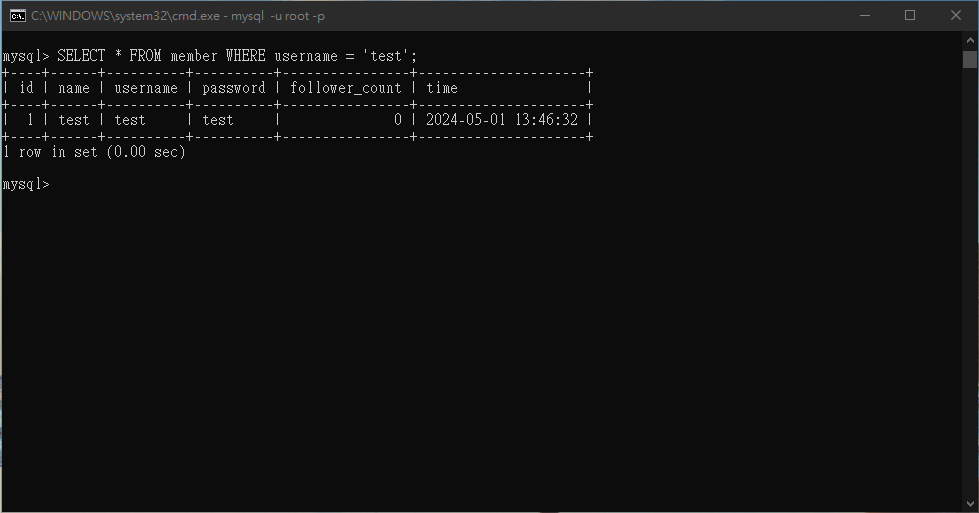 C:\WINDOWS\system32\cmd.exe - mysql -u root -p
mysql> SELECT * FROM member WHERE username = 'test';
+----+------+----------+----------+----------------+---------------------+
| id | name | username | password | follower_count | time                |
+----+------+----------+----------+----------------+---------------------+
|  1 | test | test     | test     |              0 | 2024-05-01 13:46:32 |
+----+------+----------+----------+----------------+---------------------+
1 row in set (0.00 sec)
mysql>